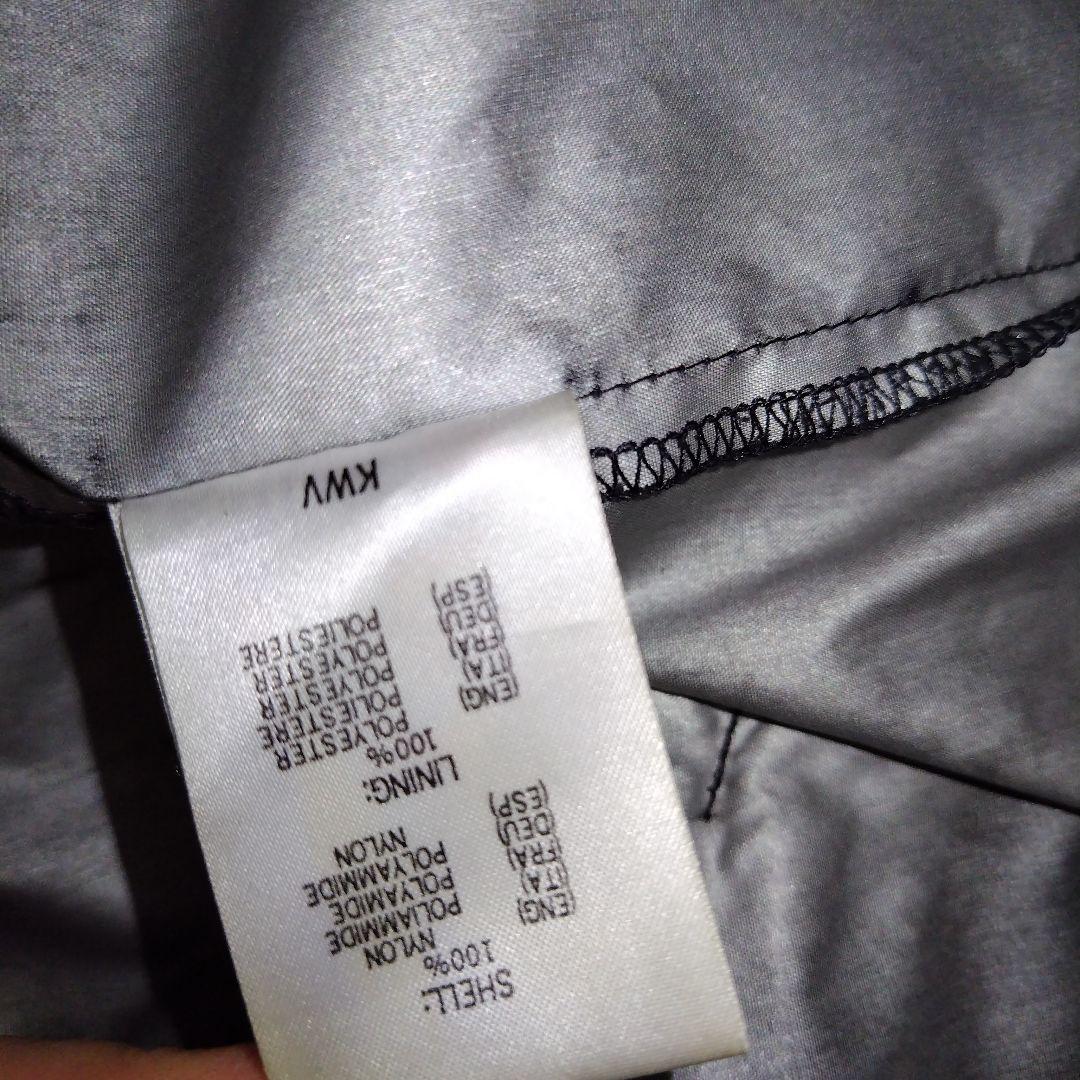 SHELL:
100%
(ENG) NYLON
(ITA) POLIAMMIDE
(FRA) POLYAMIDE
(DEU) POLYAMMIDE
(ESP) NYLON
LINING:
100%
(ENG) POLYESTER
(ITA) POLIESTERE
(FRA) POLYESTER
(DEU) POLYESTER
(ESP) POLIESTERE
KWV